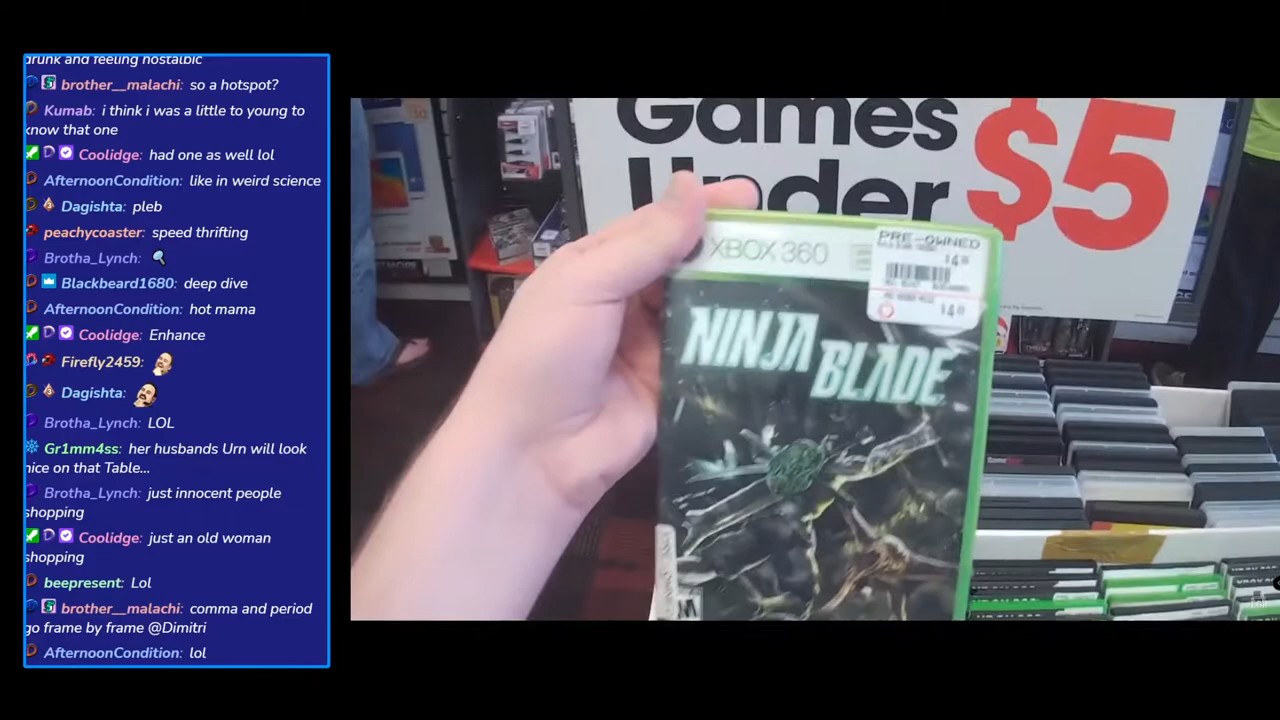 drunk and feeling nostalbic
brother__malachi: so a hotspot?
Kumab: i think i was a little to young to
know that one
Coolidge: had one as well lol
AfternoonCondition: like in weird science
Dagishta: pleb
peachycoaster: speed thrifting
Brotha_Lynch:
Blackbeard1680: deep dive
AfternoonCondition: hot mama
Coolidge: Enhance
Firefly2459:
Dagishta:
Brotha_Lynch: LOL
Gr1mm4ss: her husbands Urn will look
nice on that Table...
Brotha_Lynch: just innocent people
shopping
Coolidge: just an old woman
shopping
beepresent: Lol
brother__malachi: comma and period
go frame by frame @Dimitri
AfternoonCondition: lol
Games
Under
$5
XBOX 360
PRE-OWNED
NINJA
BLADE